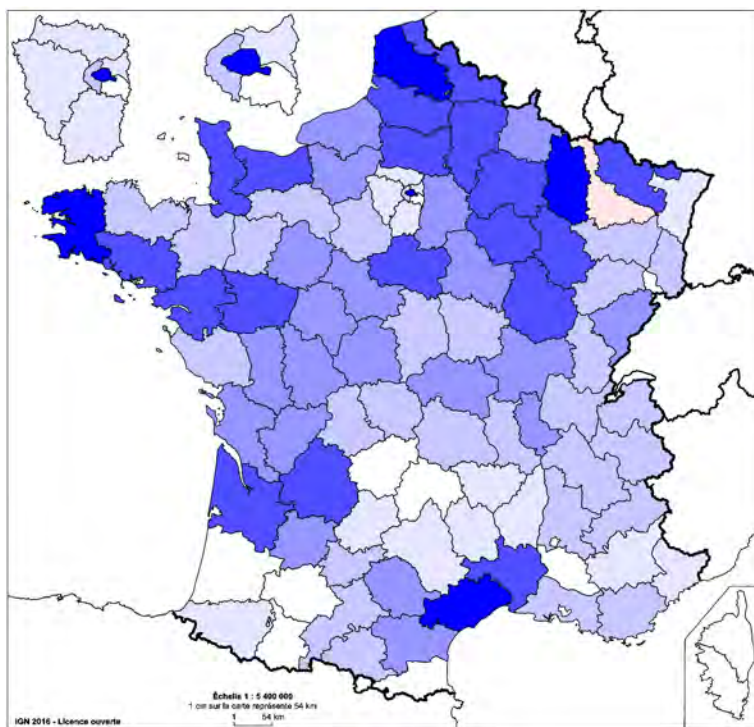 Échelle 1 : 5 400 000
1 cm sur la carte représente 54 km
1 54 km
IGN 2016 - Licence ouverte